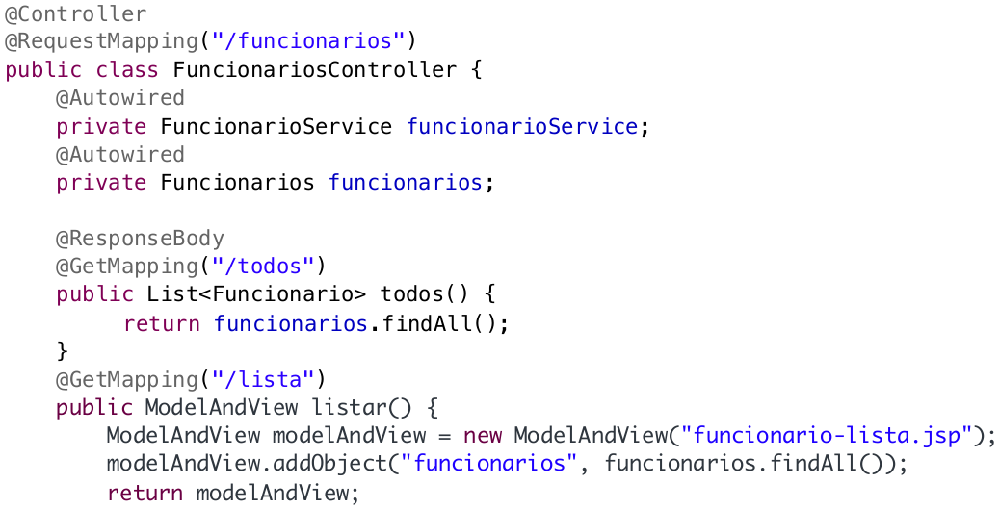 @Controller
@RequestMapping("/funcionarios")
public class FuncionariosController {
@Autowired
private FuncionarioService funcionarioService;
@Autowired
private Funcionarios funcionarios;
@ResponseBody
@GetMapping("/todos")
public List<Funcionario> todos() {
return funcionarios.findAll();
}
@GetMapping("/lista")
public ModelAndView listar() {
ModelAndView modelAndView = new ModelAndView("funcionario-lista.jsp");
modelAndView.addObject("funcionarios", funcionarios.findAll());
return modelAndView;